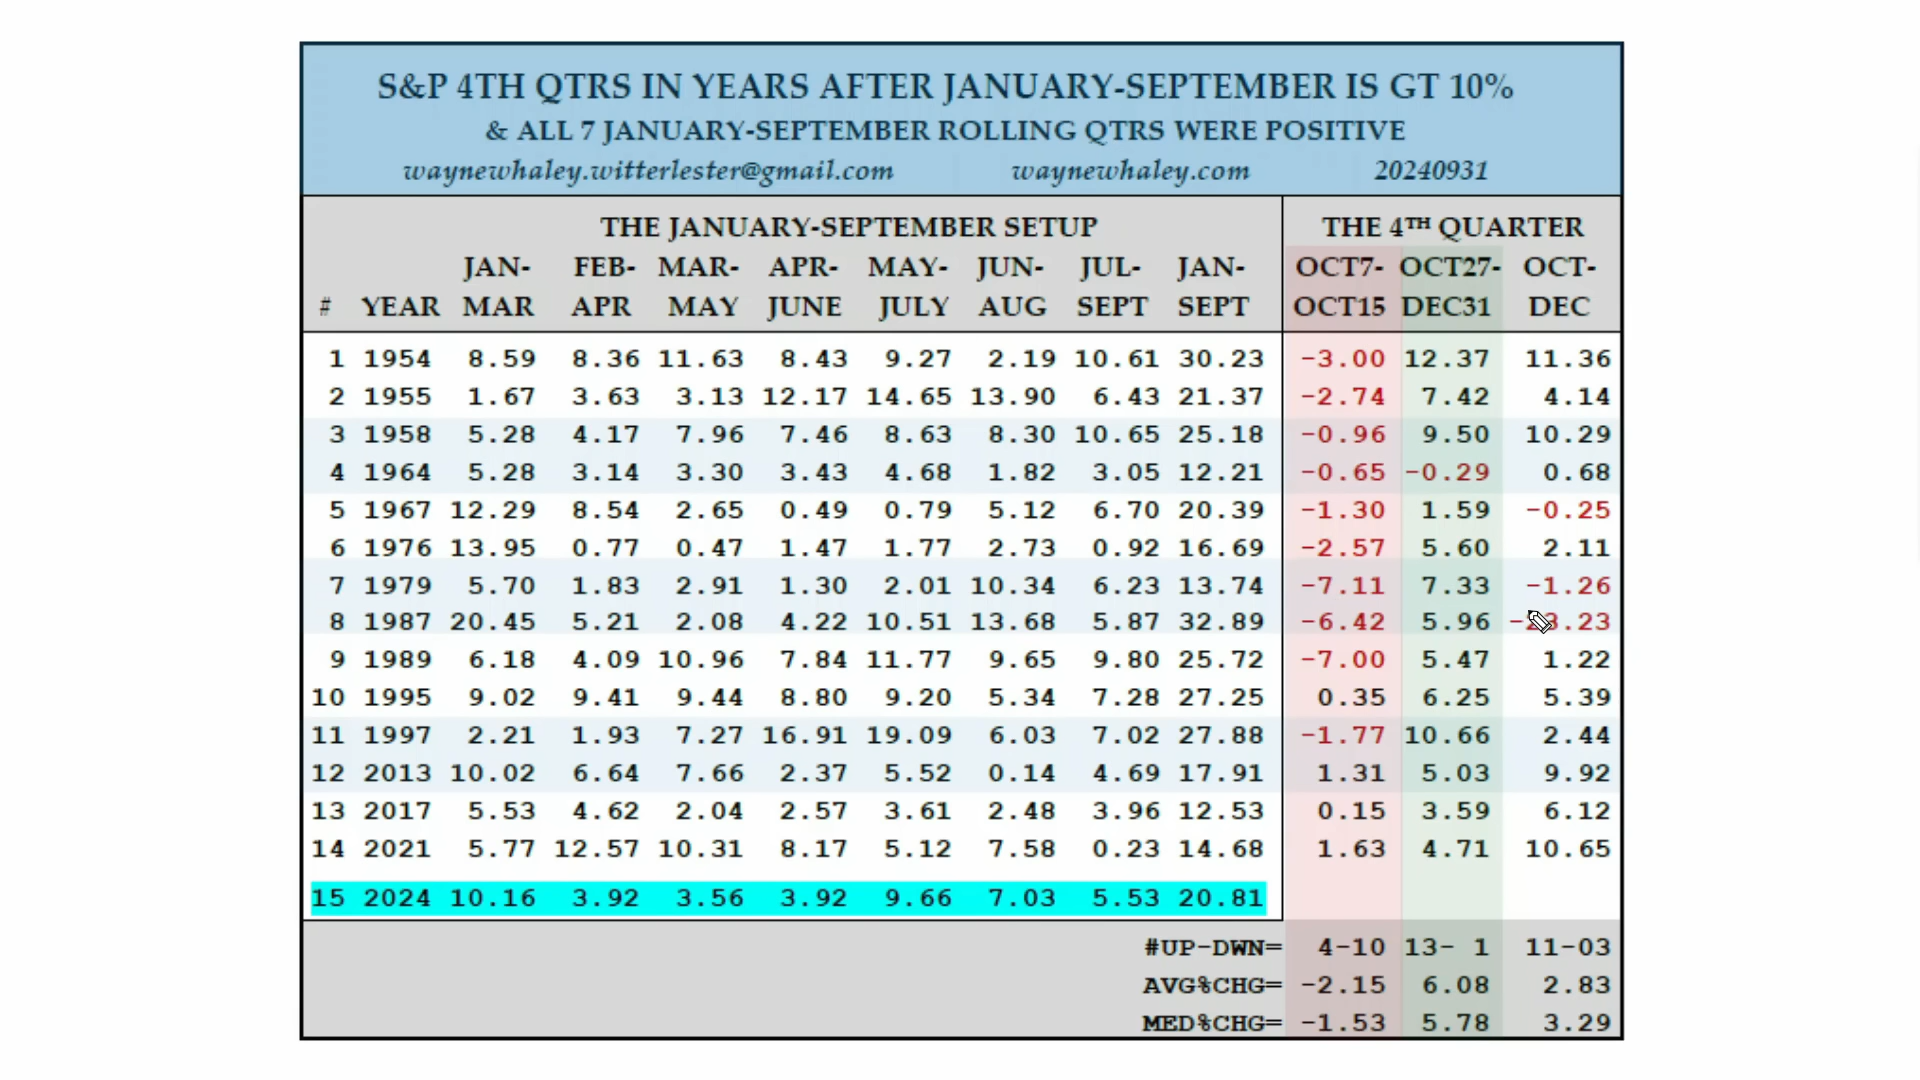 S&P 4TH QTRS IN YEARS AFTER JANUARY-SEPTEMBER IS GT 10%
& ALL 7 JANUARY-SEPTEMBER ROLLING QTRS WERE POSITIVE
waynewhaley.witterlester@gmail.com waynewhaley.com 20240931
THE JANUARY-SEPTEMBER SETUP THE 4TH QUARTER
JAN- FEB- MAR- APR- MAY- JUN- JUL- JAN- OCT7- OCT27- OCT-
# YEAR MAR APR MAY JUNE JULY AUG SEPT SEPT OCT15 DEC31 DEC
1 1954 8.59 8.36 11.63 8.43 9.27 2.19 10.61 30.23 -3.00 12.37 11.36
2 1955 1.67 3.63 3.13 12.17 14.65 13.90 6.43 21.37 -2.74 7.42 4.14
3 1958 5.28 4.17 7.96 7.46 8.63 8.30 10.65 25.18 -0.96 9.50 10.29
4 1964 5.28 3.14 3.30 3.43 4.68 1.82 3.05 12.21 -0.65 -0.29 0.68
5 1967 12.29 8.54 2.65 0.49 0.79 5.12 6.70 20.39 -1.30 1.59 -0.25
6 1976 13.95 0.77 0.47 1.47 1.77 2.73 0.92 16.69 -2.57 5.60 2.11
7 1979 5.70 1.83 2.91 1.30 2.01 10.34 6.23 13.74 -7.11 7.33 -1.26
8 1987 20.45 5.21 2.08 4.22 10.51 13.68 5.87 32.89 -6.42 5.96
9 1989 6.18 4.09 10.96 7.84 11.77 9.65 9.80 25.72 -7.00 5.47 1.22
10 1995 9.02 9.41 9.44 8.80 9.20 5.34 7.28 27.25 0.35 6.25 5.39
11 1997 2.21 1.93 7.27 16.91 19.09 6.03 7.02 27.88 -1.77 10.66 2.44
12 2013 10.02 6.64 7.66 2.37 5.52 0.14 4.69 17.91 1.31 5.03 9.92
13 2017 5.53 4.62 2.04 2.57 3.61 2.48 3.96 12.53 0.15 3.59 6.12
14 2021 5.77 12.57 10.31 8.17 5.12 7.58 0.23 14.68 1.63 4.71 10.65
15 2024 10.16 3.92 3.56 3.92 9.66 7.03 5.53 20.81
#UP-DWN= 4-10 13- 1 11-03
AVG%CHG= -2.15 6.08 2.83
MED%CHG= -1.53 5.78 3.29